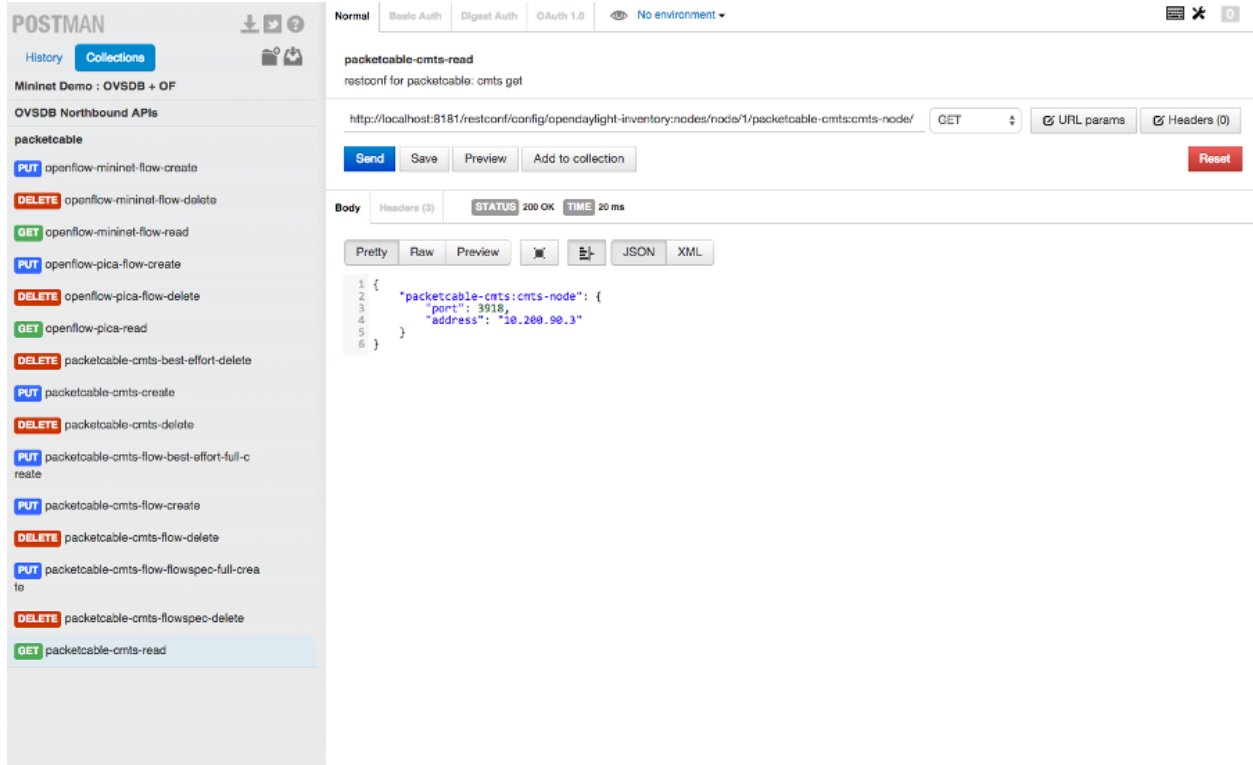 POSTMAN
History Collections
Mininet Demo : OVSDB + OF
OVSDB Northbound APIs
packetcable
PUT openflow-mininet-flow-create
DELETE openflow-mininet-flow-delete
GET openflow-mininet-flow-read
PUT openflow-pica-flow-create
DELETE openflow-pica-flow-delete
GET openflow-pica-read
DELETE packetcable-cmts-best-effort-delete
PUT packetcable-cmts-create
DELETE packetcable-cmts-delete
PUT packetcable-cmts-flow-best-effort-full-c
reate
PUT packetcable-cmts-flow-create
DELETE packetcable-cmts-flow-delete
PUT packetcable-cmts-flow-flowspec-full-crea
te
DELETE packetcable-cmts-flowspec-delete
GET packetcable-cmts-read
Normal Basic Auth Digest Auth OAuth 1.0 No environment 0
packetcable-cmts-read
restconf for packetcable: cmts get
http://localhost:8181/restconf/config/opendaylight-inventory:nodes/node/1/packetcable-cmts:cmts-node/ GET URL params Headers (0)
Send Save Preview Add to collection Reset
Body Headers (3) STATUS 200 OK TIME 20 ms
Pretty Raw Preview JSON XML
1 {
2 "packetcable-cmts:cmts-node": {
3 "port": 3918,
4 "address": "10.200.90.3"
5 }
6 }